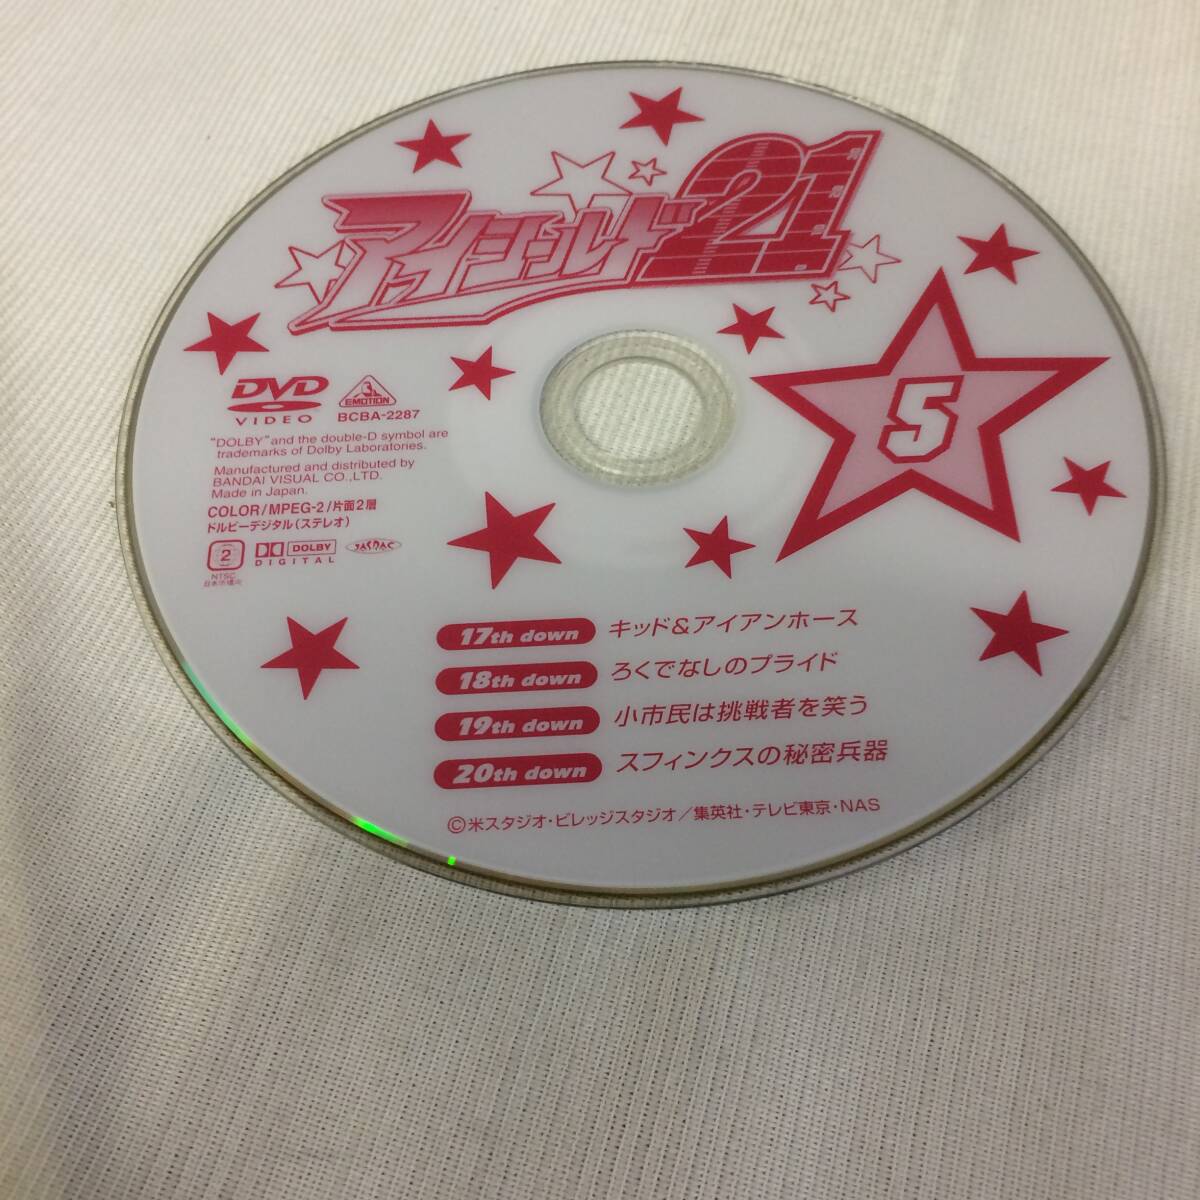 アイシールド21
5
DVD
VIDEO
EMOTION
BCBA-2287
"DOLBY" and the double-D symbol are
trademarks of Dolby Laboratories.
Manufactured and distributed by
BANDAI VISUAL CO.,LTD.
Made in Japan.
COLOR/MPEG-2/片面2層
ドルビーデジタル(ステレオ)
2
NTSC
日本市場向
DOLBY
DIGITAL
JASRAC
17th down キッド&アイアンホース
18th down ろくでなしのプライド
19th down 小市民は挑戦者を笑う
20th down スフィンクスの秘密兵器
©米スタジオ・ビレッジスタジオ/集英社・テレビ東京・NAS